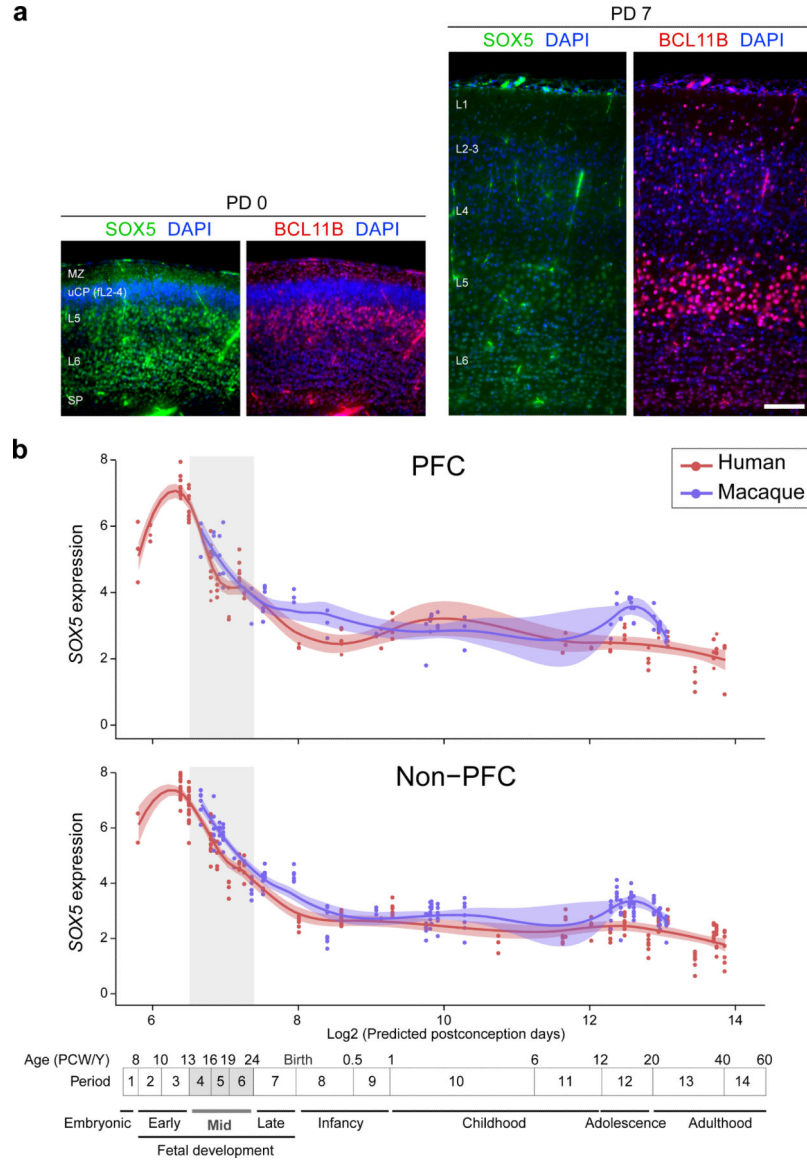 a
PD 0
SOX5 DAPI
BCL11B DAPI
MZ
uCP (fL2-4)
L5
L6
SP
PD 7
SOX5 DAPI
BCL11B DAPI
L1
L2-3
L4
L5
L6
b
PFC
Human
Macaque
SOX5 expression
8
6
4
2
0
Non-PFC
SOX5 expression
8
6
4
2
0
6 8 10 12 14
Log2 (Predicted postconception days)
Age (PCW/Y) 8 10 13 16 19 24 Birth 0.5 1 6 12 20 40 60
Period 1 2 3 4 5 6 7 8 9 10 11 12 13 14
Embryonic Early Mid Late Infancy Childhood Adolescence Adulthood
Fetal development